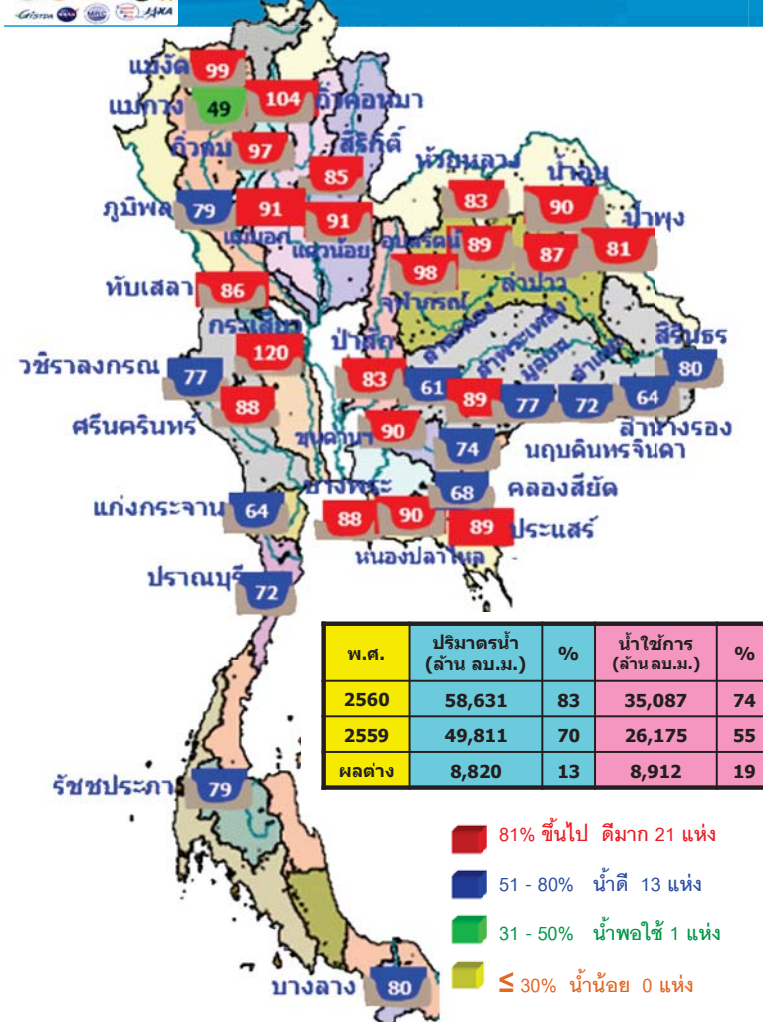 GISTDA NASA MRC JAXA
แม่งัด 99
แม่กวง 49 104 กิ่วคอหมา
กิ่วลม 97 สิริกิติ์ 85
ห้วยหลวง 83 น้ำอูน 90
ภูมิพล 79 91 91 น้ำพุง 81
แม่มอก แควน้อย อุบลรัตน์ 89 87
98 ลำปาว
ทับเสลา 86 จุฬาภรณ์
กระเสียว 120 ป่าสัก 83 ลำตะคอง ลำพระเพลิง มูลบน ลำแชะ สิรินธร 80
วชิราลงกรณ 77 61 89 77 72 64
ศรีนครินทร์ 88 ลำนางรอง
ขุนด่านฯ 90 74 นฤบดินทรจินดา
บางพระ 68 คลองสียัด
แก่งกระจาน 64 88 90 89 ประแสร์
หนองปลาไหล
ปราณบุรี 72
พ.ศ. ปริมาตรน้ำ (ล้าน ลบ.ม.) % น้ำใช้การ (ล้าน ลบ.ม.) %
2560 58,631 83 35,087 74
2559 49,811 70 26,175 55
ผลต่าง 8,820 13 8,912 19
รัชชประภา 79
81% ขึ้นไป ดีมาก 21 แห่ง
51 - 80% น้ำดี 13 แห่ง
31 - 50% น้ำพอใช้ 1 แห่ง
≤ 30% น้ำน้อย 0 แห่ง
บางลาง 80